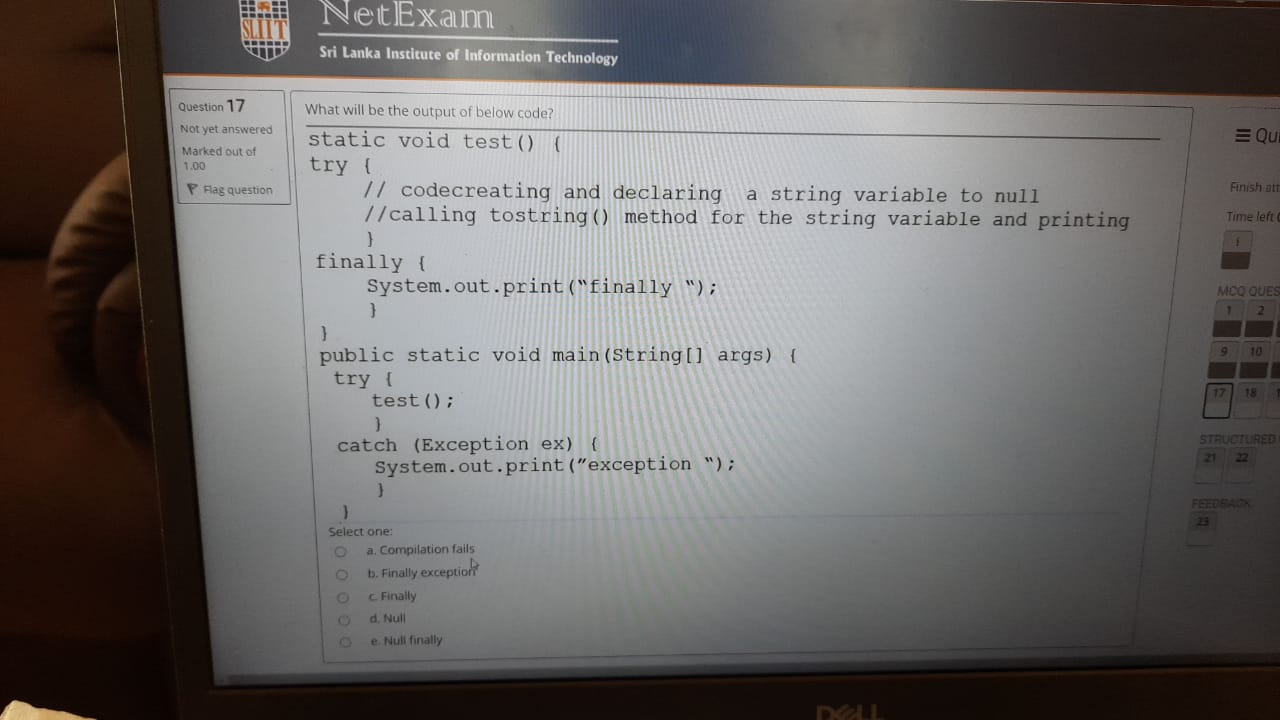 SLIIT
NetExam
Sri Lanka Institute of Information Technology
Question 17
Not yet answered
Marked out of
1.00
Flag question
What will be the output of below code?
static void test() {
try {
// codecreating and declaring a string variable to null
//calling tostring() method for the string variable and printing
}
finally {
System.out.print(“finally “);
}
}
public static void main(String[] args) {
try {
test();
}
catch (Exception ex) {
System.out.print(”exception “);
}
}
Select one:
a. Compilation fails
b. Finally exception
c. Finally
d. Null
e. Null finally
Finish
Time left
i
MCQ
1 2
9 10
17 18
STRUCTURED
21 22
FEEDBACK
23
DELL